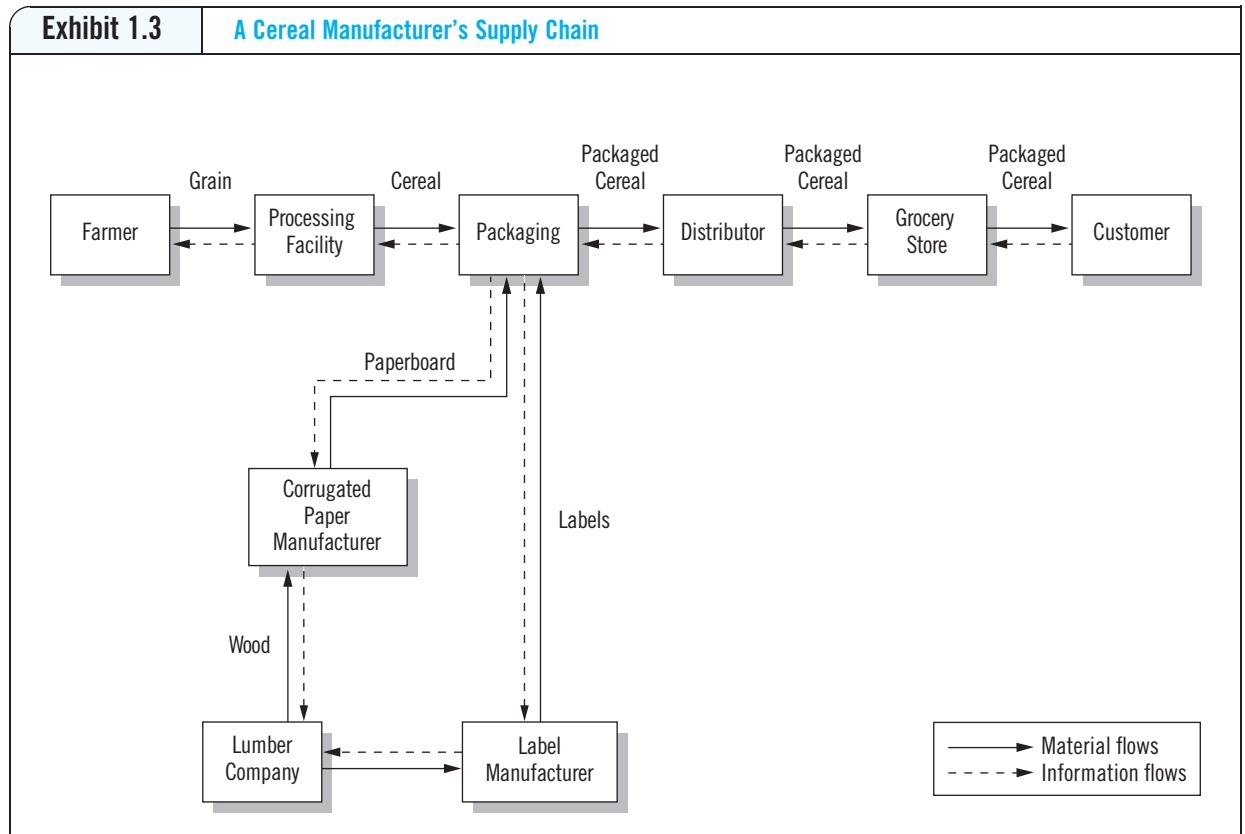 Exhibit 1.3
A Cereal Manufacturer's Supply Chain
Grain
Cereal
Packaged
Cereal
Packaged
Cereal
Packaged
Cereal
Farmer
Processing
Facility
Packaging
Distributor
Grocery
Store
Customer
Paperboard
Corrugated
Paper
Manufacturer
Labels
Wood
Lumber
Company
Label
Manufacturer
Material flows
Information flows